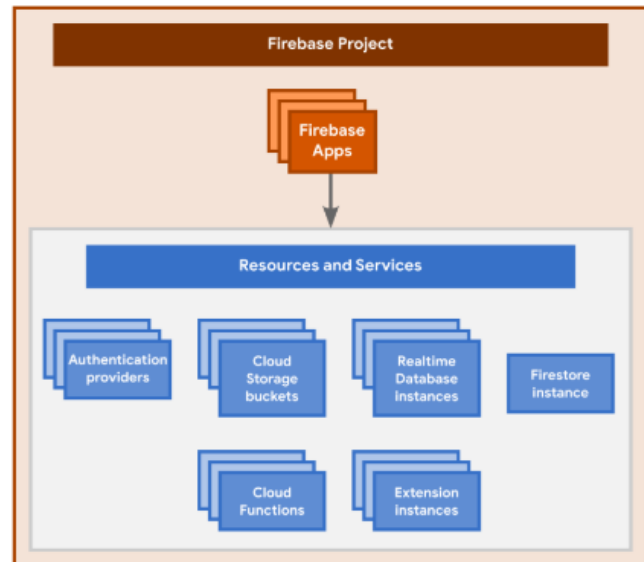 Firebase Project
Firebase
Apps
Resources and Services
Authentication
providers
Cloud
Storage
buckets
Realtime
Database
instances
Firestore
instance
Cloud
Functions
Extension
instances